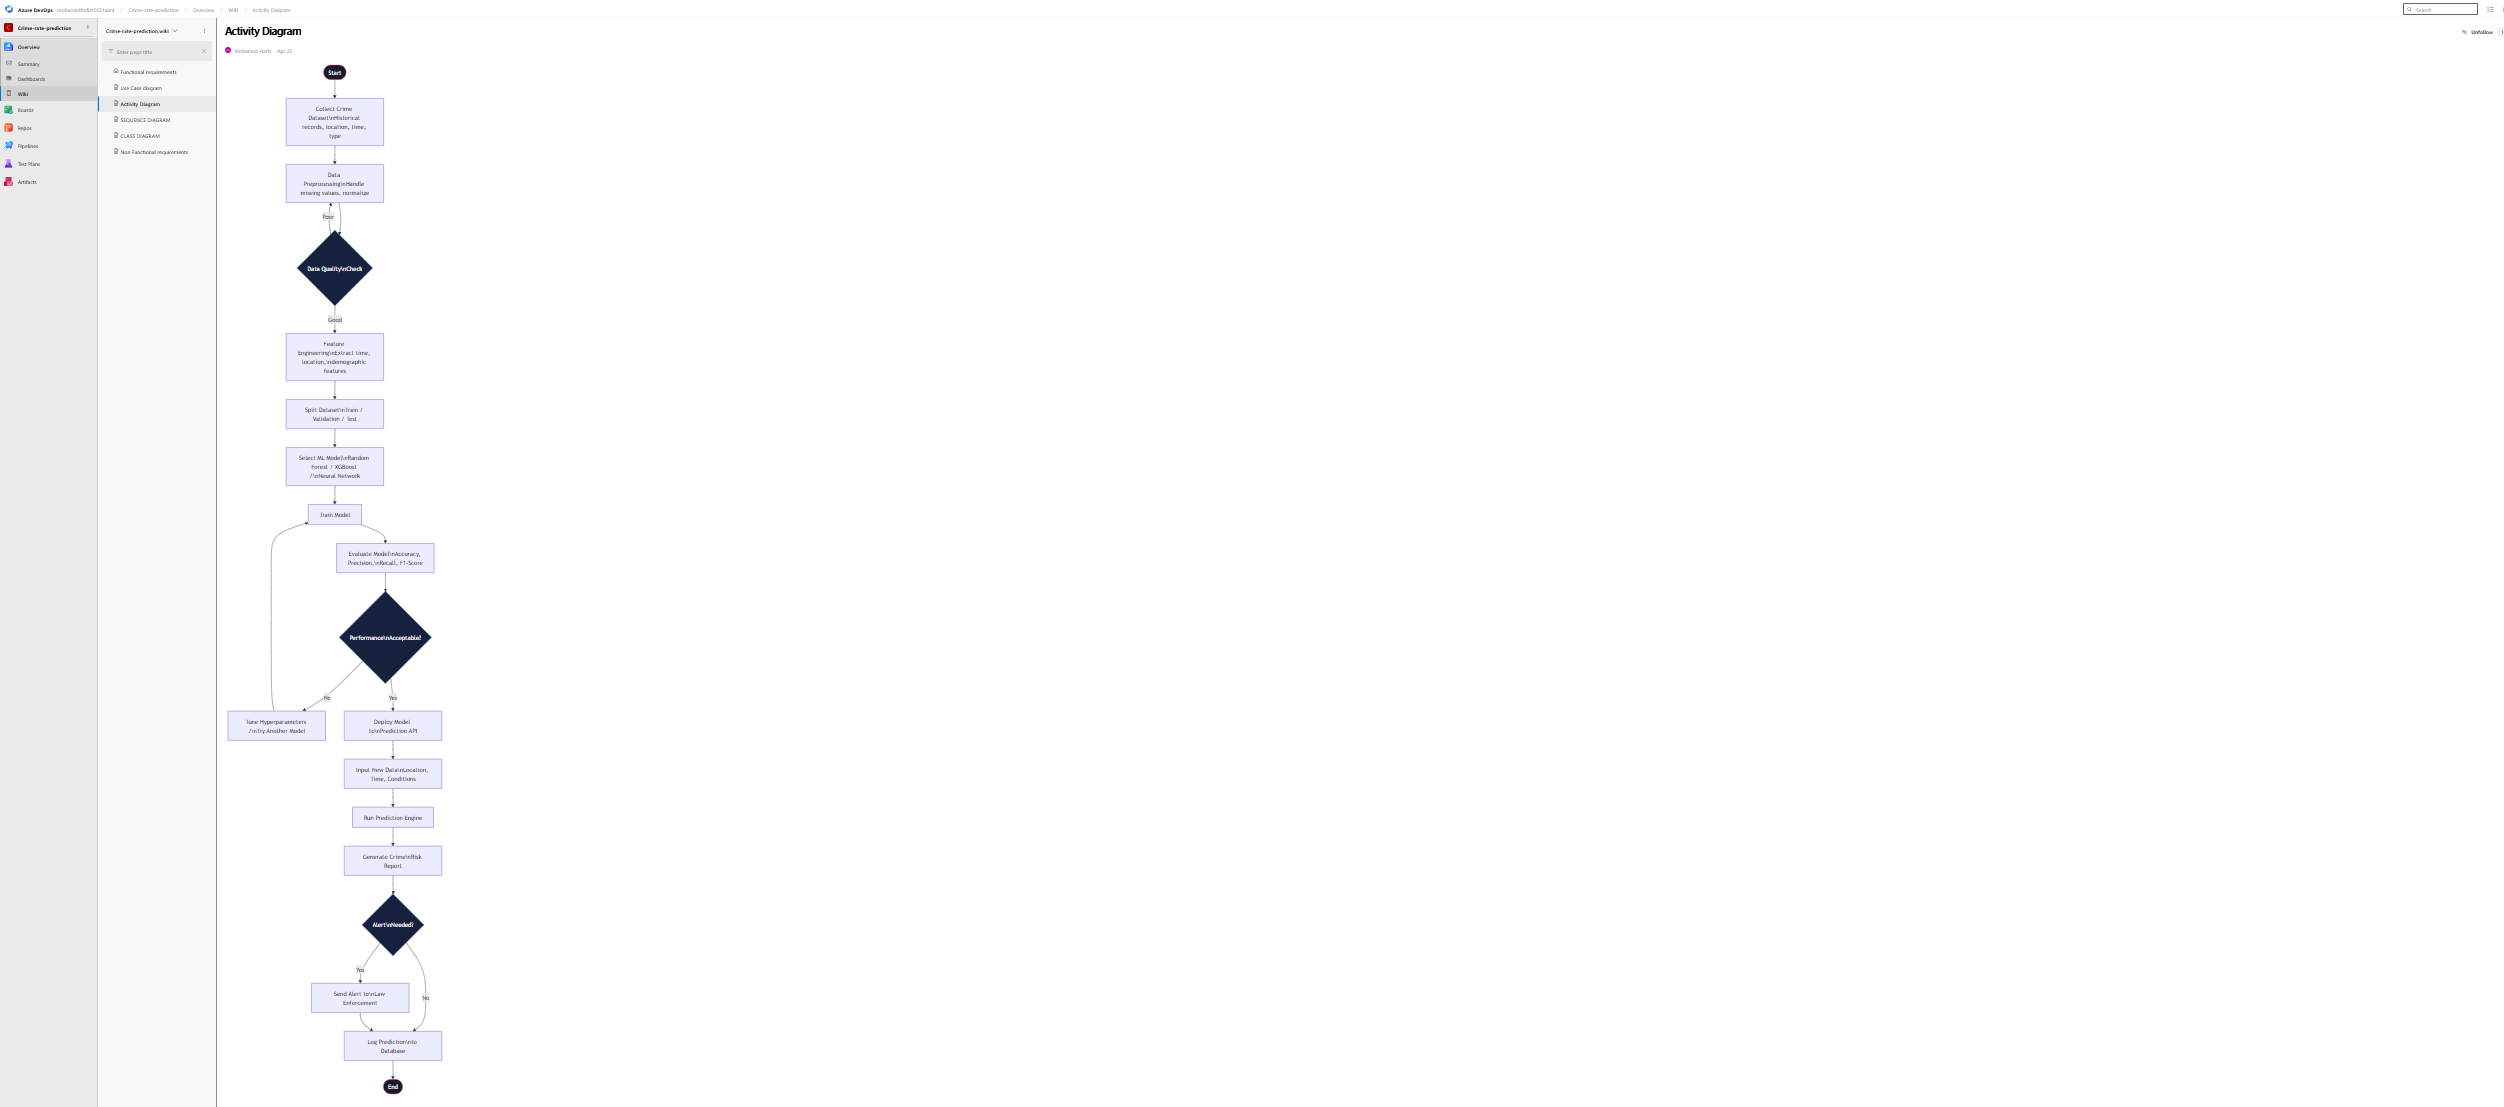 Azure DevOps mohamedhafiz2024aiml / Crime-rate-prediction / Overview / Wiki / Activity Diagram
Search
Crime-rate-prediction +
Overview
Summary
Dashboards
Wiki
Boards
Repos
Pipelines
Test Plans
Artifacts
Crime-rate-prediction.wiki
Enter page title
Functional requirements
Use Case diagram
Activity Diagram
SEQUENCE DIAGRAM
CLASS DIAGRAM
Non Functional requirements
Activity Diagram
Mohamed Hafiz Apr 22
Unfollow
Start
Collect Crime
Dataset\nHistorical
records, location, time,
type
Data
Preprocessing\nHandle
missing values, normalize
Poor
Data Quality\nCheck
Good
Feature
Engineering\nExtract time,
location,\ndemographic
features
Split Dataset\nTrain /
Validation / Test
Select ML Model\nRandom
Forest / XGBoost
/\nNeural Network
Train Model
Evaluate Model\nAccuracy,
Precision,\nRecall, F1-Score
Performance\nAcceptable?
No
Yes
Tune Hyperparameters
/\nTry Another Model
Deploy Model
to\nPrediction API
Input New Data\nLocation,
Time, Conditions
Run Prediction Engine
Generate Crime\nRisk
Report
Alert\nNeeded?
Yes
No
Send Alert to\nLaw
Enforcement
Log Prediction\nto
Database
End